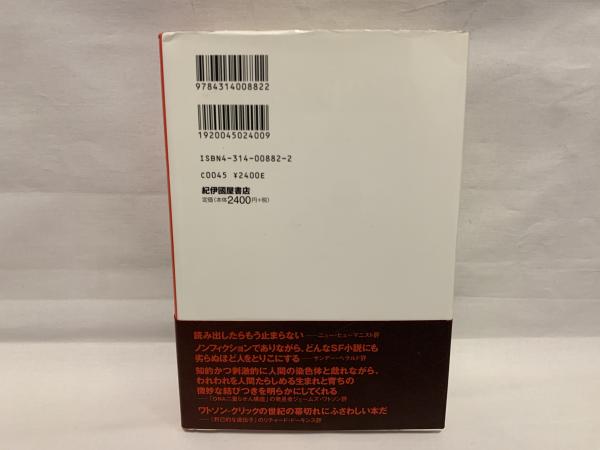 9784314008822
1920045024009
ISBN4-314-00882-2
C0045 ¥2400E
紀伊國屋書店
定価(本体2400円+税)
読み出したらもう止まらない——ニュー・ヒューマニスト評
ノンフィクションでありながら、どんなSF小説にも
劣らぬほど人をとりこにする——サンデー・ヘラルド評
知的かつ刺激的に人間の染色体と戯れながら、
われわれを人間たらしめる生まれと育ちの
微妙な結びつきを明らかにしてくれる
——「DNA二重らせん構造」の発見者ジェームズ・ワトソン評
ワトソン-クリックの世紀の幕切れにふさわしい本だ
——『利己的な遺伝子』のリチャード・ドーキンス評